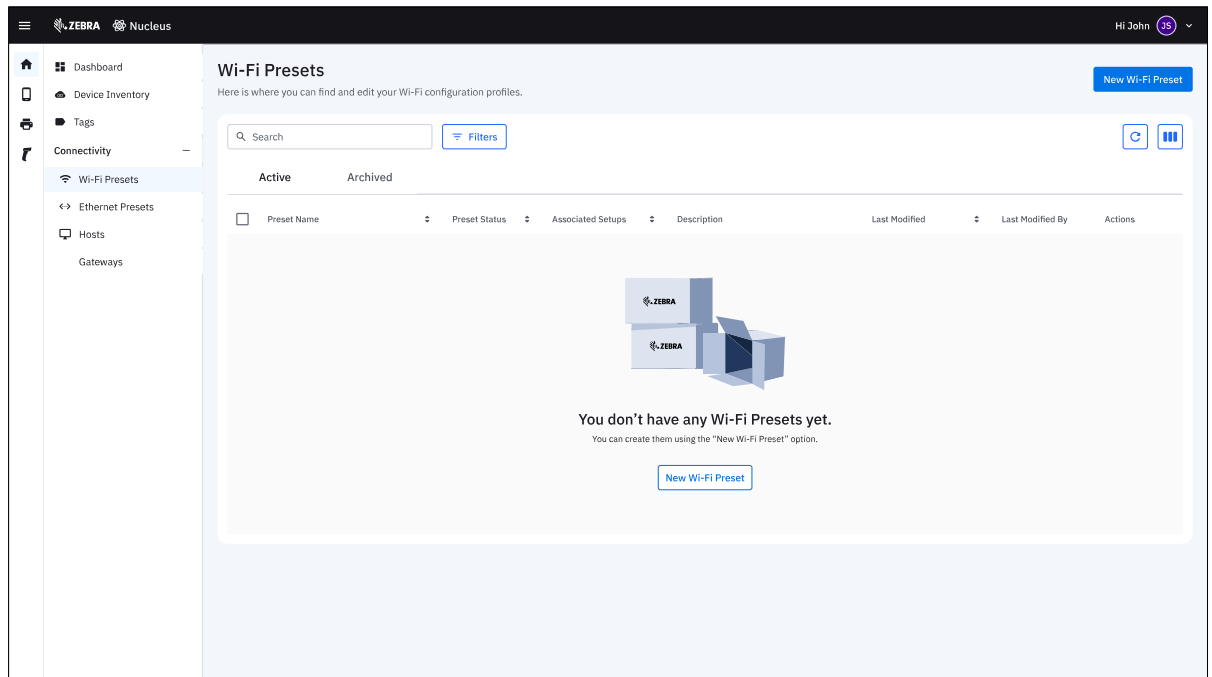 ZEBRA Nucleus
Hi John JS
Dashboard
Device Inventory
Tags
Connectivity
Wi-Fi Presets
Ethernet Presets
Hosts
Gateways
Wi-Fi Presets
Here is where you can find and edit your Wi-Fi configuration profiles.
New Wi-Fi Preset
Search
Filters
Active Archived
Preset Name Preset Status Associated Setups Description Last Modified Last Modified By Actions
ZEBRA
ZEBRA
You don’t have any Wi-Fi Presets yet.
You can create them using the “New Wi-Fi Preset” option.
New Wi-Fi Preset